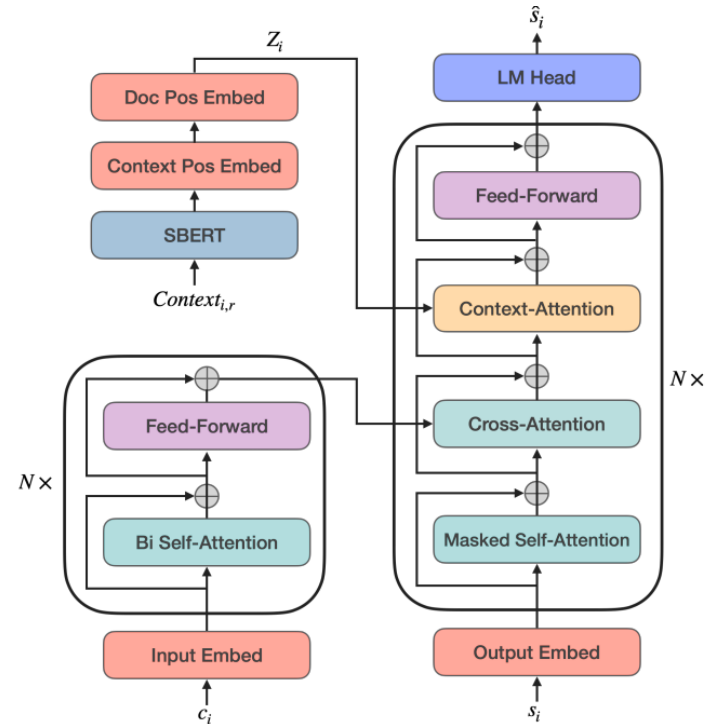 Z_i
Doc Pos Embed
Context Pos Embed
SBERT
Context_{i,r}
Feed-Forward
N ×
Bi Self-Attention
Input Embed
c_i
ŝ_i
LM Head
Feed-Forward
Context-Attention
N ×
Cross-Attention
Masked Self-Attention
Output Embed
s_i